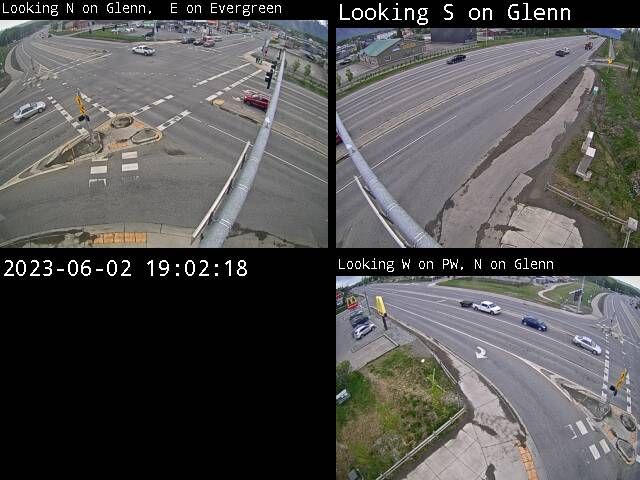 Looking N on Glenn,  E on Evergreen
Looking S on Glenn
2023-06-02 19:02:18
Looking W on PW, N on Glenn